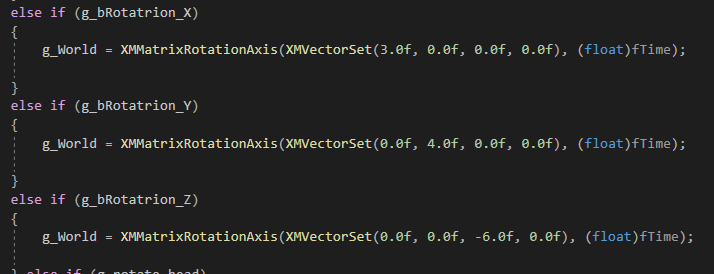 else if (g_bRotatrion_X)
{
g_World = XMMatrixRotationAxis(XMVectorSet(3.0f, 0.0f, 0.0f, 0.0f), (float)fTime);
}
else if (g_bRotatrion_Y)
{
g_World = XMMatrixRotationAxis(XMVectorSet(0.0f, 4.0f, 0.0f, 0.0f), (float)fTime);
}
else if (g_bRotatrion_Z)
{
g_World = XMMatrixRotationAxis(XMVectorSet(0.0f, 0.0f, -6.0f, 0.0f), (float)fTime);
} else if (g_rotate_head)